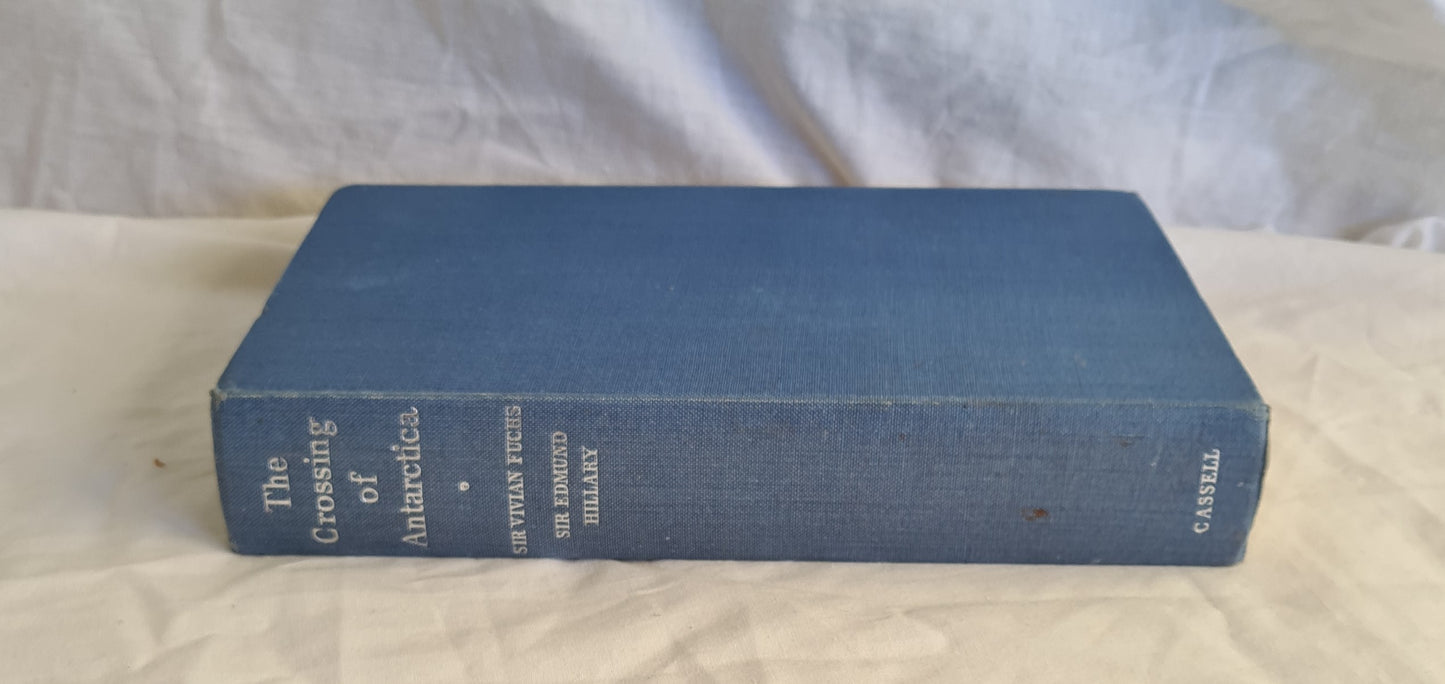 The
Crossing
of
Antarctica
SIR VIVIAN FUCHS
SIR EDMUND
HILLARY
CASSELL